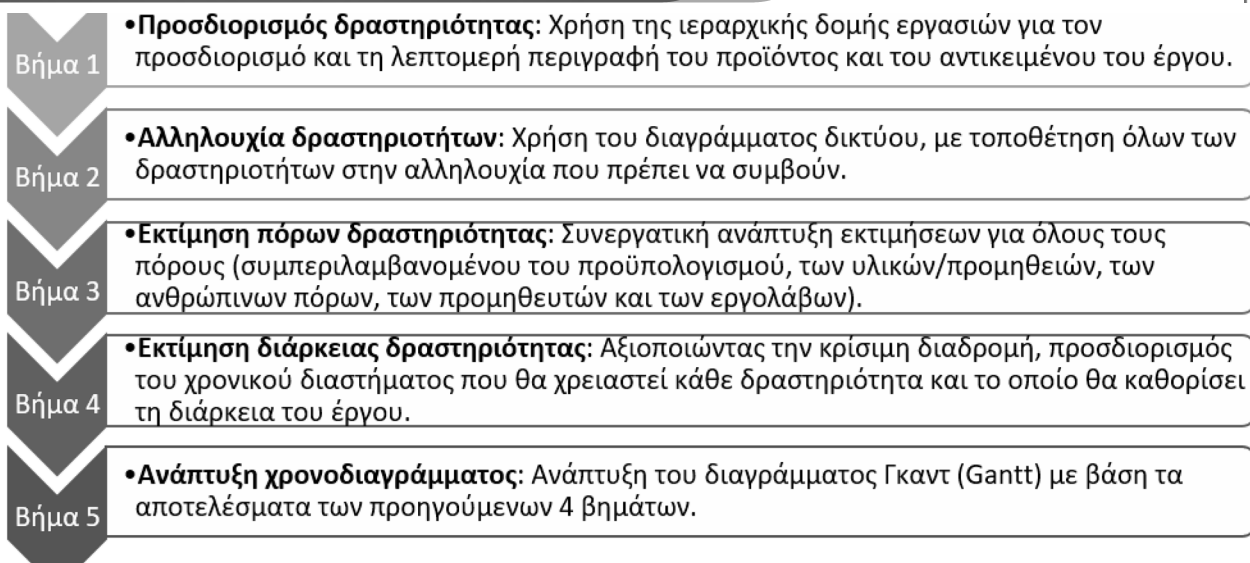 Βήμα 1
•Προσδιορισμός δραστηριότητας: Χρήση της ιεραρχικής δομής εργασιών για τον
προσδιορισμό και τη λεπτομερή περιγραφή του προϊόντος και του αντικειμένου του έργου.
Βήμα 2
•Αλληλουχία δραστηριοτήτων: Χρήση του διαγράμματος δικτύου, με τοποθέτηση όλων των
δραστηριοτήτων στην αλληλουχία που πρέπει να συμβούν.
Βήμα 3
•Εκτίμηση πόρων δραστηριότητας: Συνεργατική ανάπτυξη εκτιμήσεων για όλους τους
πόρους (συμπεριλαμβανομένου του προϋπολογισμού, των υλικών/προμηθειών, των
ανθρώπινων πόρων, των προμηθευτών και των εργολάβων).
Βήμα 4
•Εκτίμηση διάρκειας δραστηριότητας: Αξιοποιώντας την κρίσιμη διαδρομή, προσδιορισμός
του χρονικού διαστήματος που θα χρειαστεί κάθε δραστηριότητα και το οποίο θα καθορίσει
τη διάρκεια του έργου.
Βήμα 5
•Ανάπτυξη χρονοδιαγράμματος: Ανάπτυξη του διαγράμματος Γκαντ (Gantt) με βάση τα
αποτελέσματα των προηγούμενων 4 βημάτων.